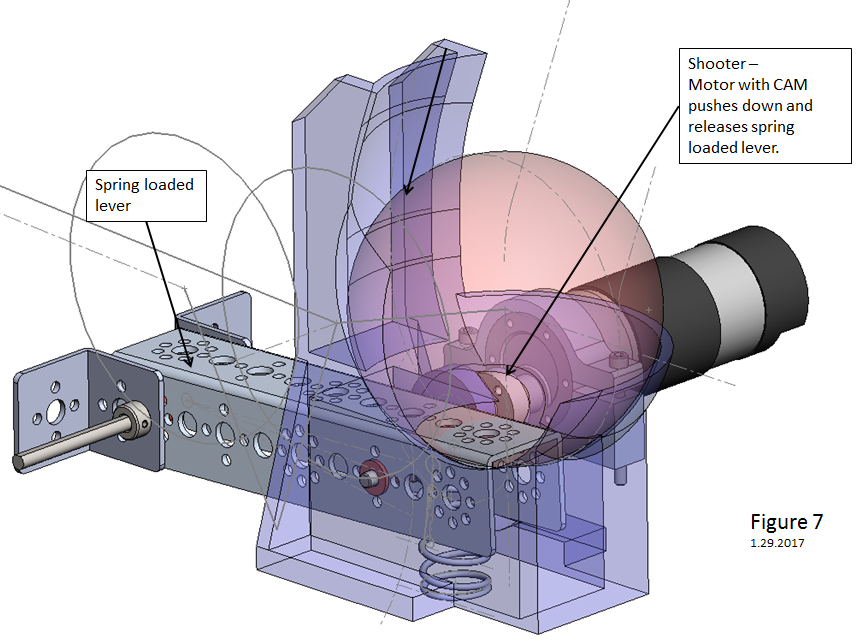 Spring loaded
lever
Shooter –
Motor with CAM
pushes down and
releases spring
loaded lever.
Figure 7
1.29.2017